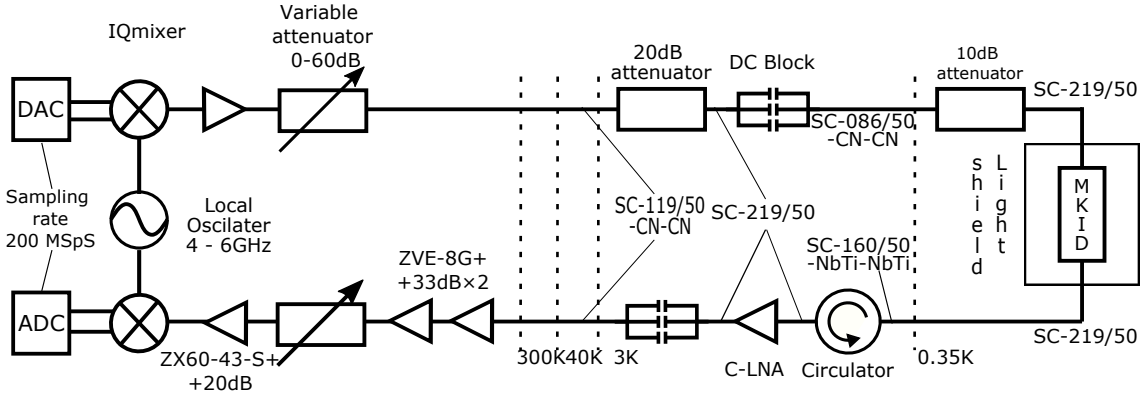 IQmixer
Variable
attenuator
0-60dB
20dB
attenuator
DC Block
10dB
attenuator
SC-219/50
DAC
SC-086/50
-CN-CN
Sampling
rate
200 MSpS
Local
Oscilater
4 - 6GHz
SC-119/50
-CN-CN
SC-219/50
Light
shield
MKID
SC-160/50
-NbTi-NbTi
ZVE-8G+
+33dB×2
ADC
ZX60-43-S+
+20dB
300K
40K
3K
C-LNA
Circulator
0.35K
SC-219/50